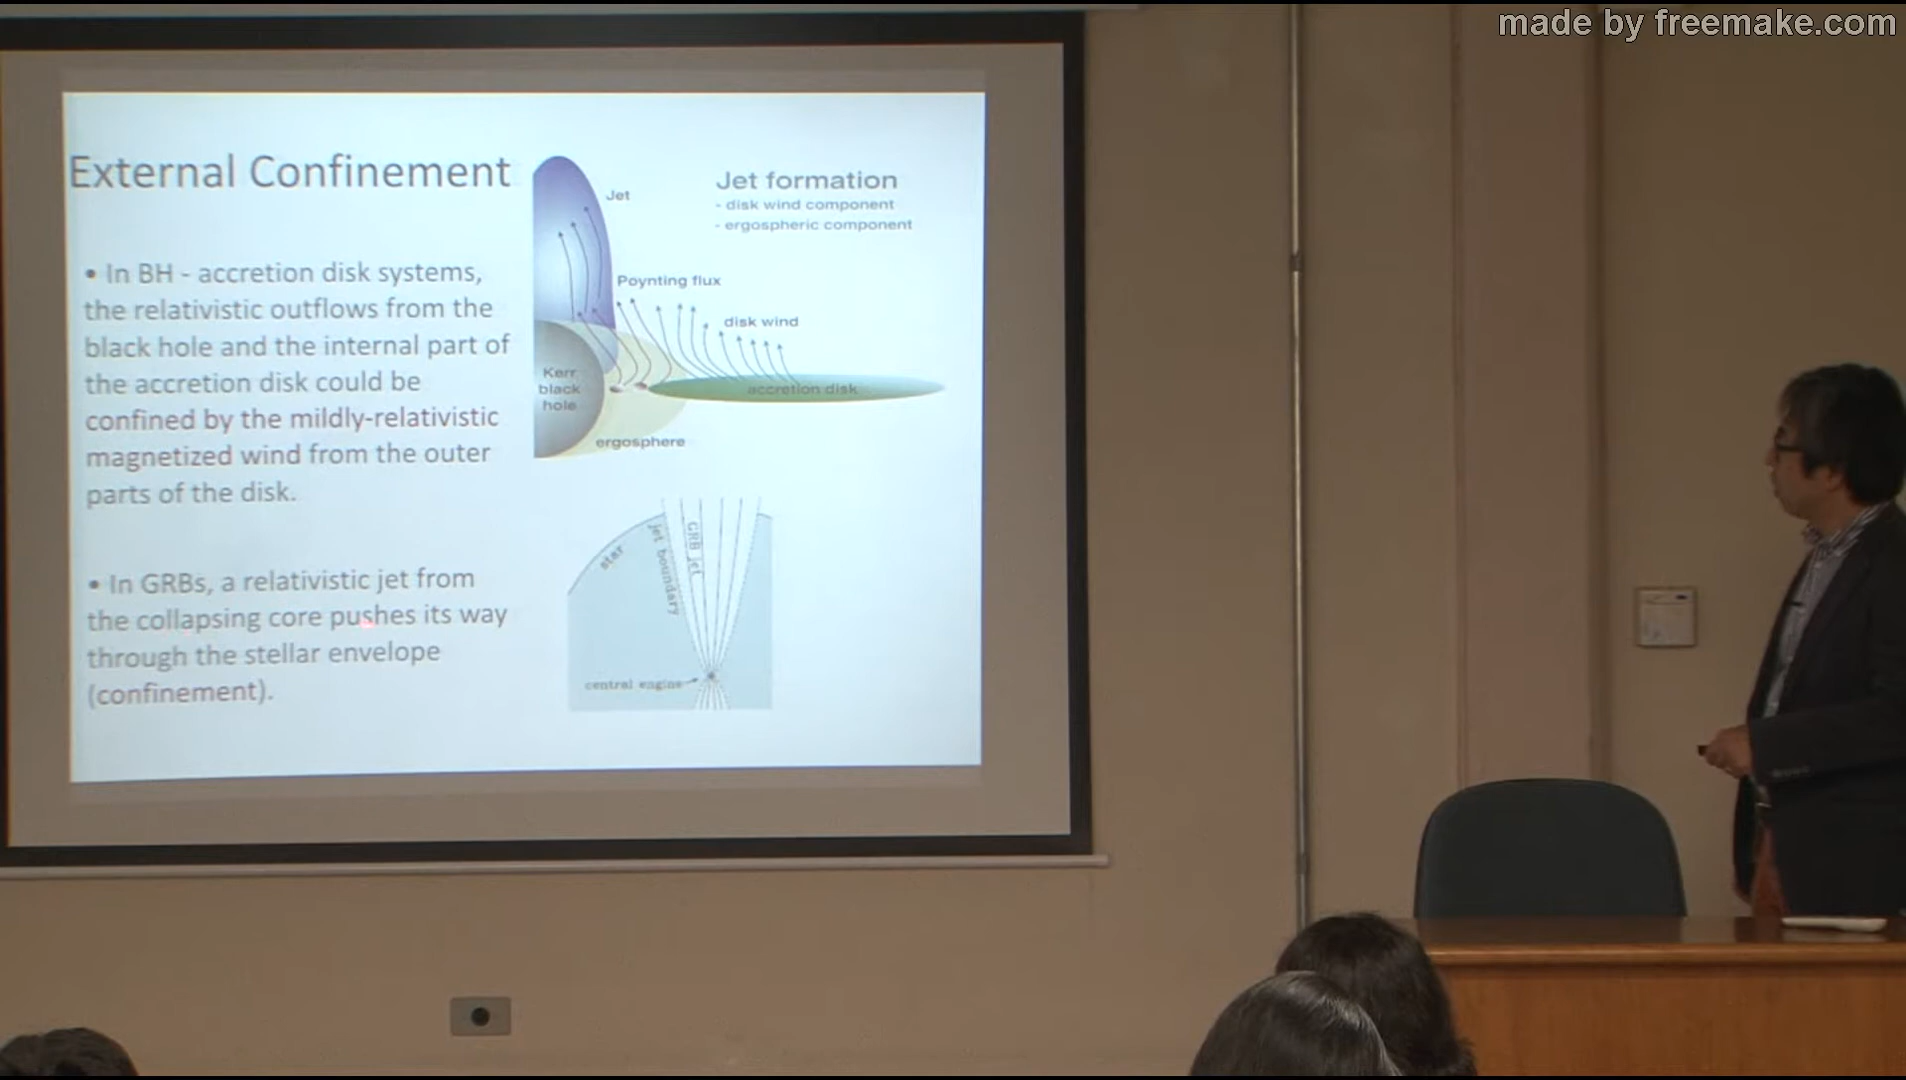 made by freemake.com
External Confinement
• In BH - accretion disk systems,
the relativistic outflows from the
black hole and the internal part of
the accretion disk could be
confined by the mildly-relativistic
magnetized wind from the outer
parts of the disk.
• In GRBs, a relativistic jet from
the collapsing core pushes its way
through the stellar envelope
(confinement).
Jet formation
- disk wind component
- ergospheric component
Jet
Poynting flux
disk wind
Kerr
black
hole
accretion disk
ergosphere
star
jet boundary
GRB jet
central engine